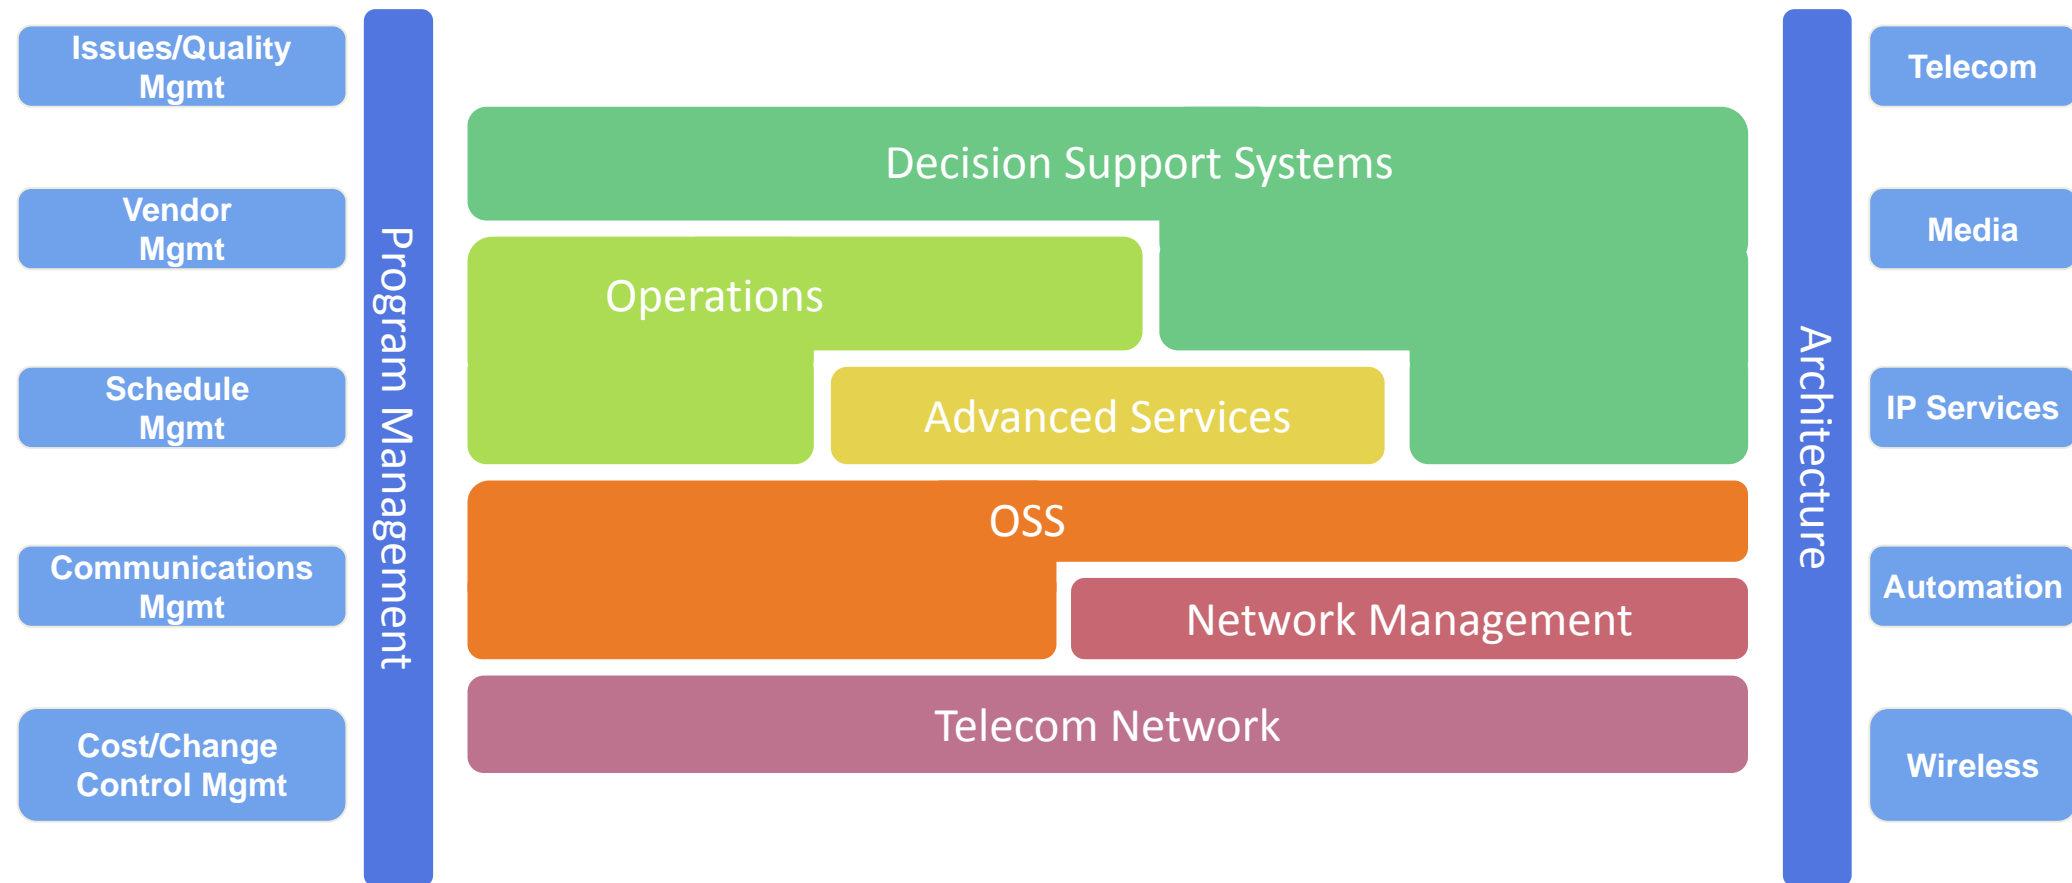 Issues/Quality
Mgmt
Vendor
Mgmt
Schedule
Mgmt
Communications
Mgmt
Cost/Change
Control Mgmt
Program Management
Decision Support Systems
Operations
Advanced Services
OSS
Network Management
Telecom Network
Architecture
Telecom
Media
IP Services
Automation
Wireless